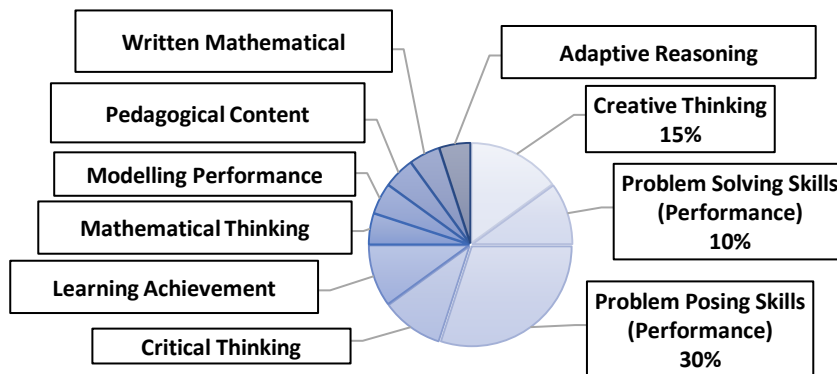 Written Mathematical
Adaptive Reasoning
Pedagogical Content
Creative Thinking
15%
Modelling Performance
Problem Solving Skills
(Performance)
10%
Mathematical Thinking
Learning Achievement
Problem Posing Skills
(Performance)
30%
Critical Thinking